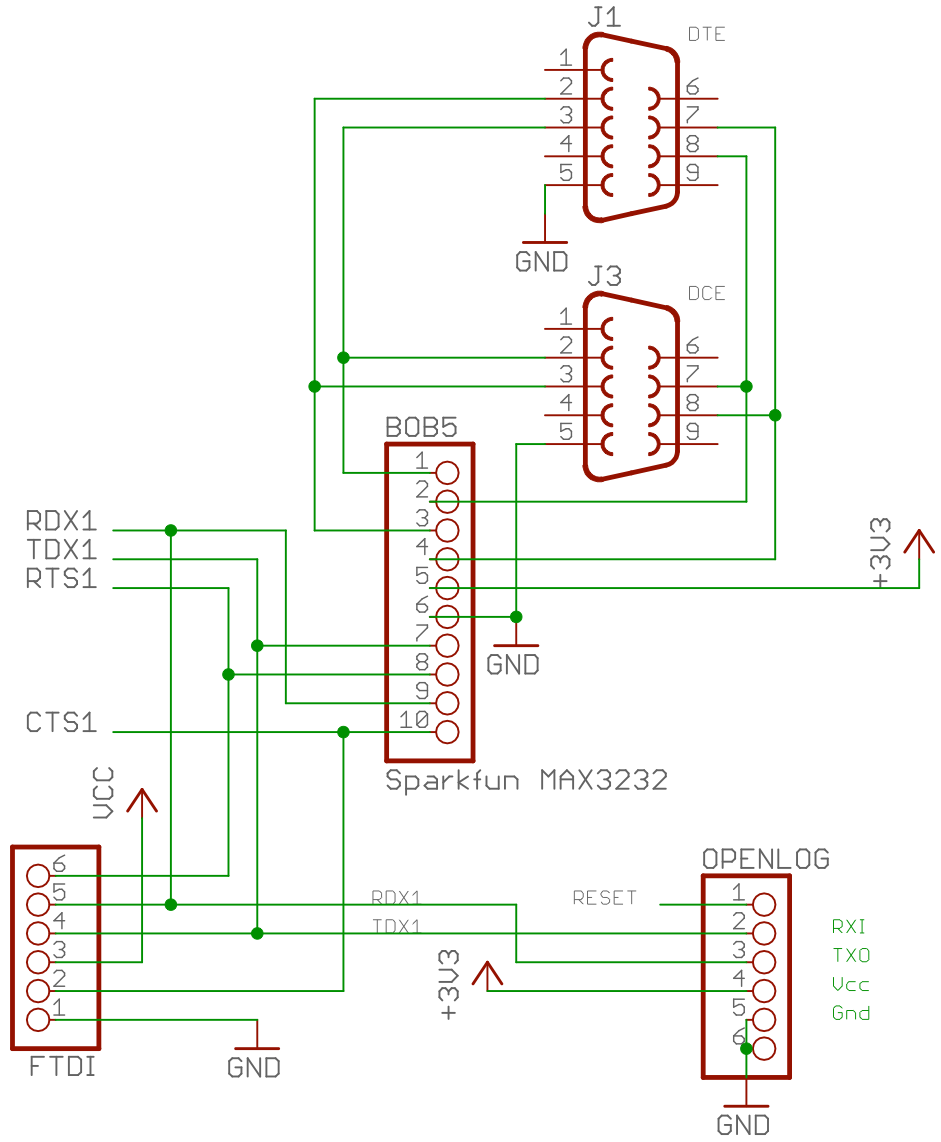 J1
DTE
1
2
3
4
5
6
7
8
9
GND
J3
DCE
1
2
3
4
5
6
7
8
9
BOB5
1
2
3
4
5
6
7
8
9
10
Sparkfun MAX3232
RDX1
TDX1
RTS1
CTS1
+3V3
GND
VCC
6
5
4
3
2
1
FTDI
GND
RDX1
TDX1
RESET
+3V3
OPENLOG
1
2
3
4
5
6
RXI
TXO
Vcc
Gnd
GND